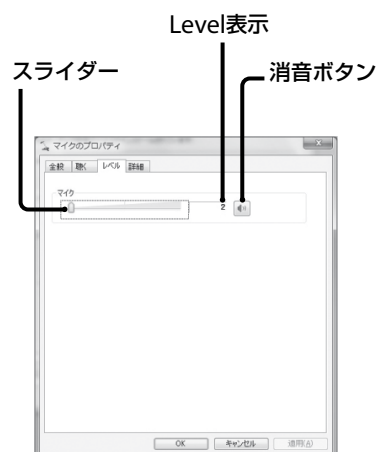 Level表示
スライダー
消音ボタン
マイクのプロパティ
全般 聴く レベル 詳細
マイク
2
OK キャンセル 適用(A)